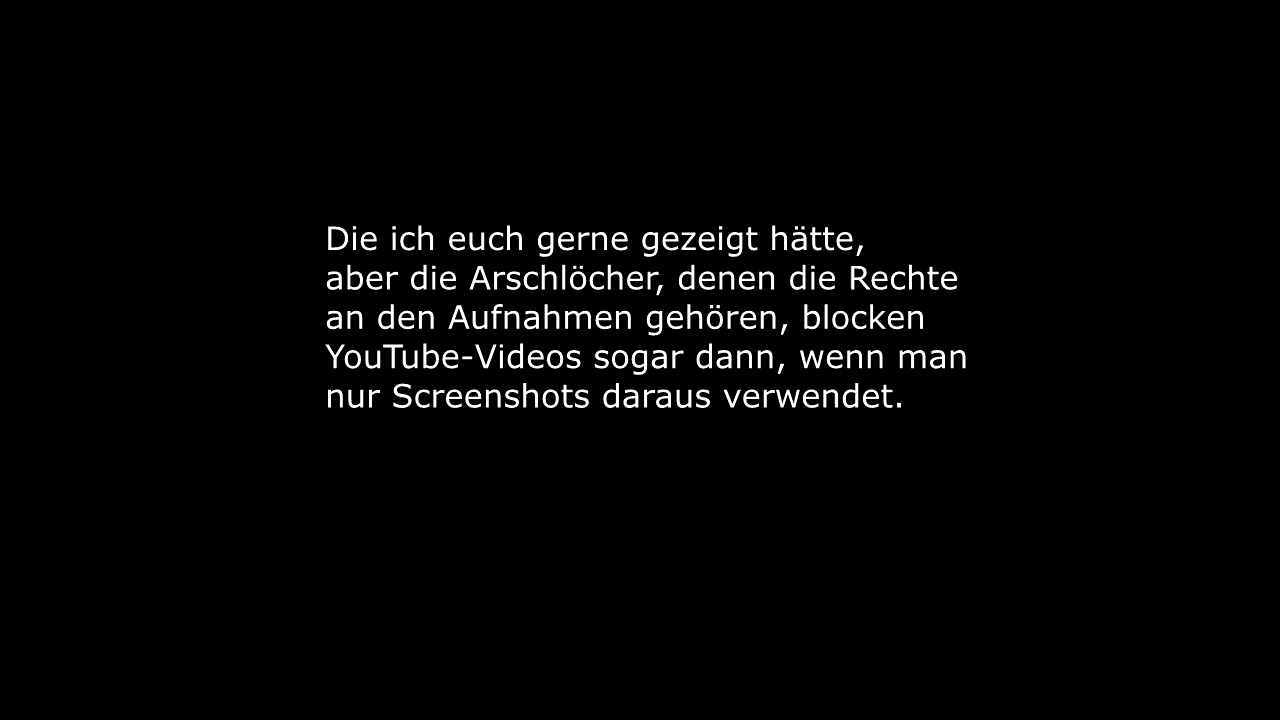 Die ich euch gerne gezeigt hätte,
aber die Arschlöcher, denen die Rechte
an den Aufnahmen gehören, blocken
YouTube-Videos sogar dann, wenn man
nur Screenshots daraus verwendet.